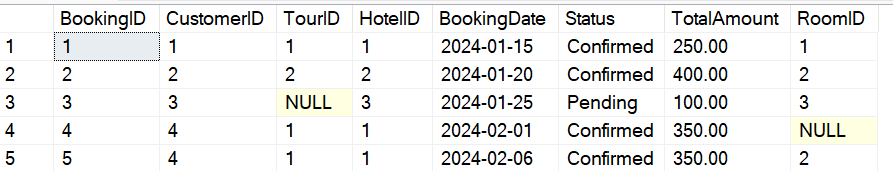 BookingID CustomerID TourID HotelID BookingDate Status TotalAmount RoomID
1 1 1 1 1 2024-01-15 Confirmed 250.00 1
2 2 2 2 2 2024-01-20 Confirmed 400.00 2
3 3 3 NULL 3 2024-01-25 Pending 100.00 3
4 4 4 1 1 2024-02-01 Confirmed 350.00 NULL
5 5 4 1 1 2024-02-06 Confirmed 350.00 2